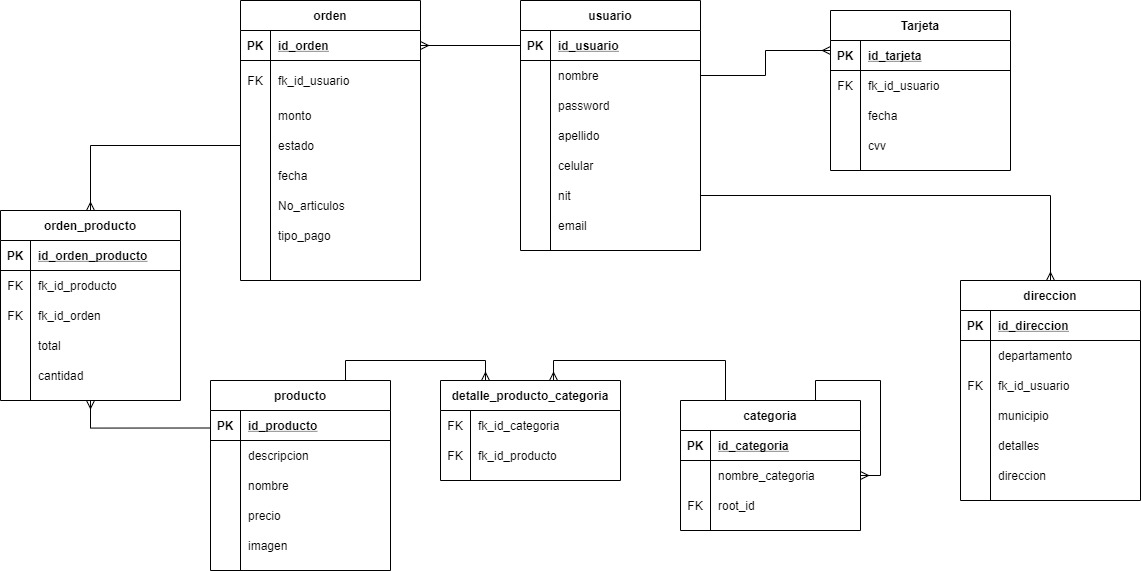 orden
PK id_orden
FK fk_id_usuario
monto
estado
fecha
No_articulos
tipo_pago
usuario
PK id_usuario
nombre
password
apellido
celular
nit
email
Tarjeta
PK id_tarjeta
FK fk_id_usuario
fecha
cvv
orden_producto
PK id_orden_producto
FK fk_id_producto
FK fk_id_orden
total
cantidad
direccion
PK id_direccion
departamento
FK fk_id_usuario
municipio
detalles
direccion
producto
PK id_producto
descripcion
nombre
precio
imagen
detalle_producto_categoria
FK fk_id_categoria
FK fk_id_producto
categoria
PK id_categoria
nombre_categoria
FK root_id